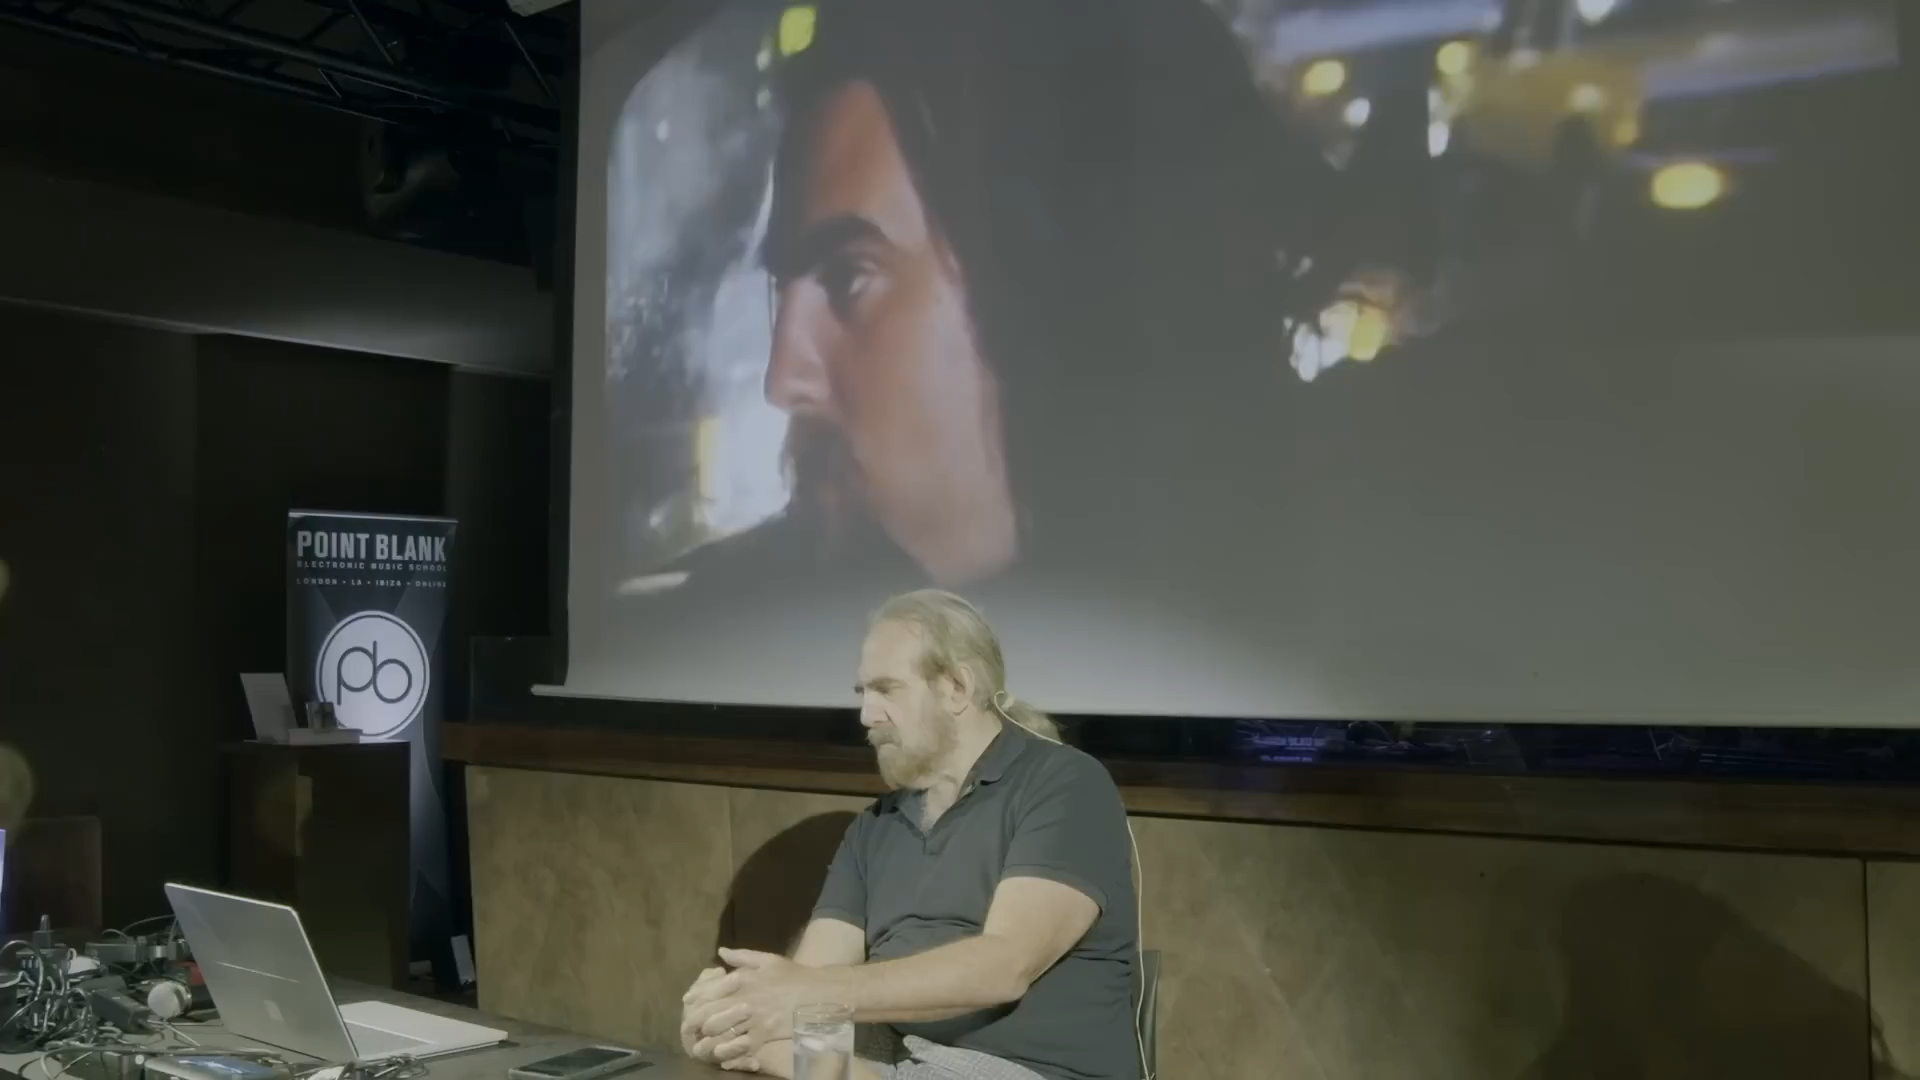 POINT BLANK
ELECTRONIC MUSIC SCHOOL
LONDON • LA • IBIZA • ONLINE
pb